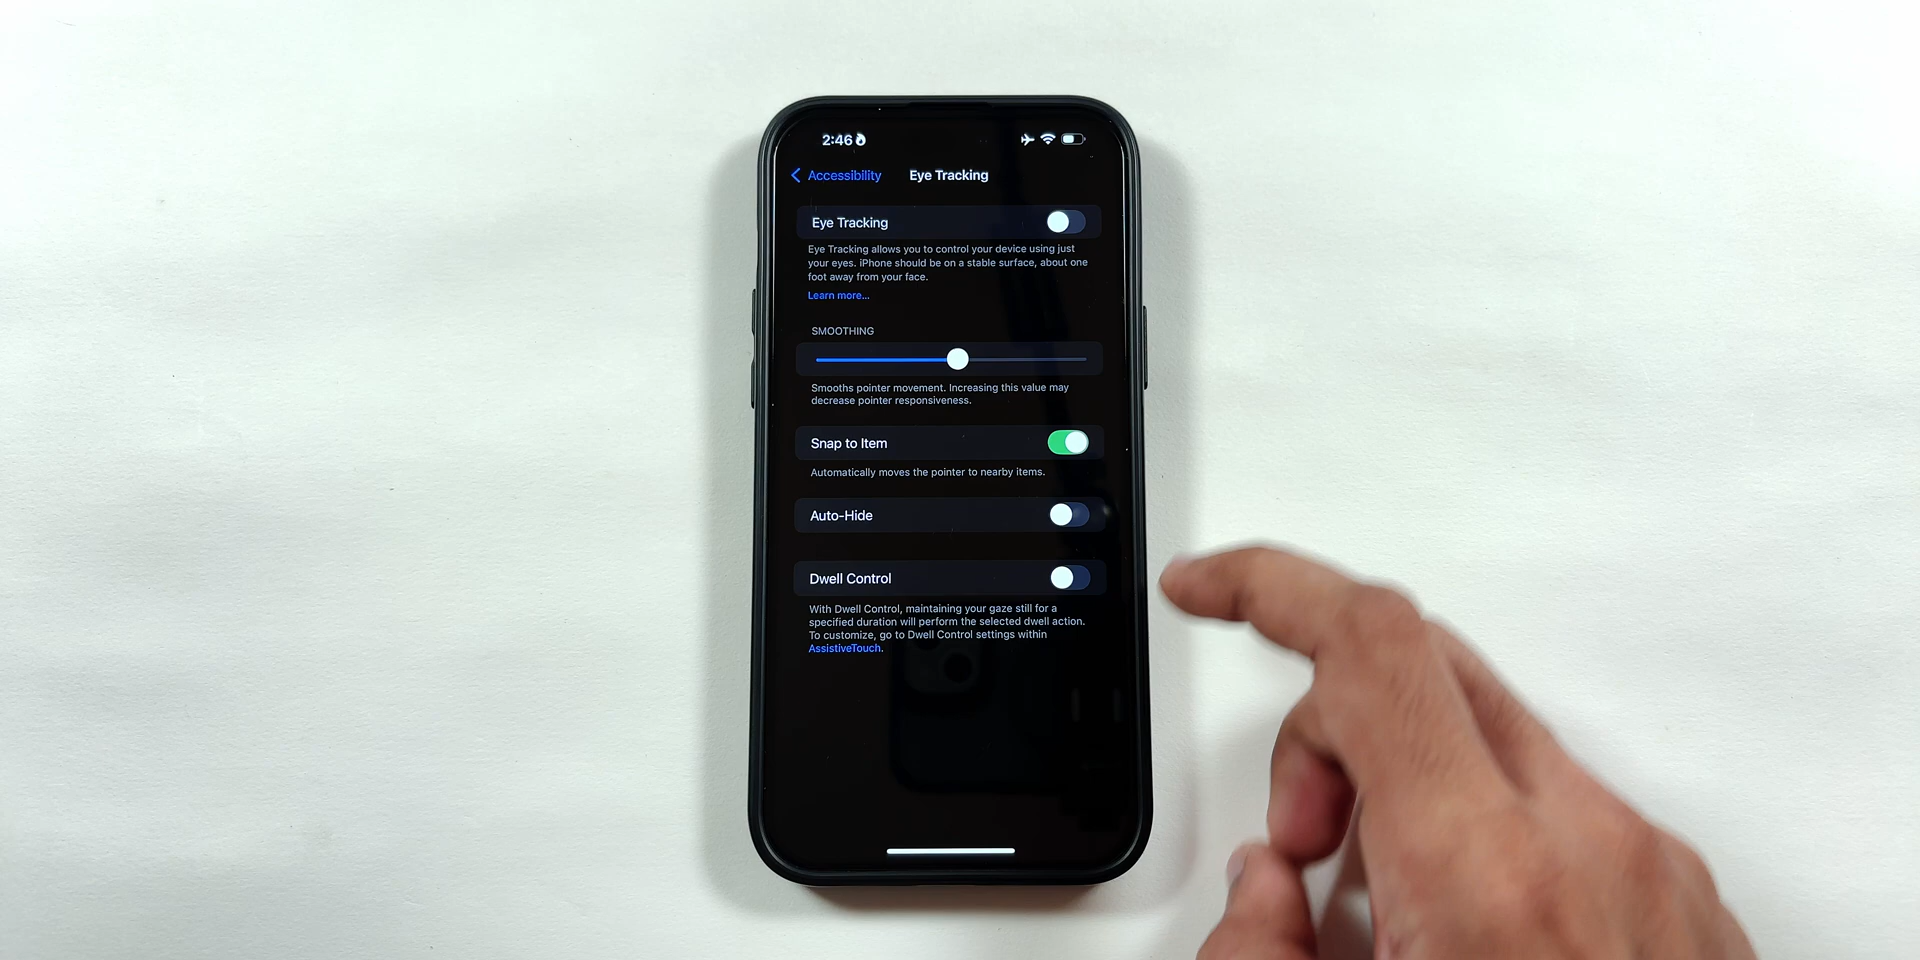 2:46
Accessibility
Eye Tracking
Eye Tracking
Eye Tracking allows you to control your device using just
your eyes. iPhone should be on a stable surface, about one
foot away from your face.
Learn more...
SMOOTHING
Smooths pointer movement. Increasing this value may
decrease pointer responsiveness.
Snap to Item
Automatically moves the pointer to nearby items.
Auto-Hide
Dwell Control
With Dwell Control, maintaining your gaze still for a
specified duration will perform the selected dwell action.
To customize, go to Dwell Control settings within
AssistiveTouch.